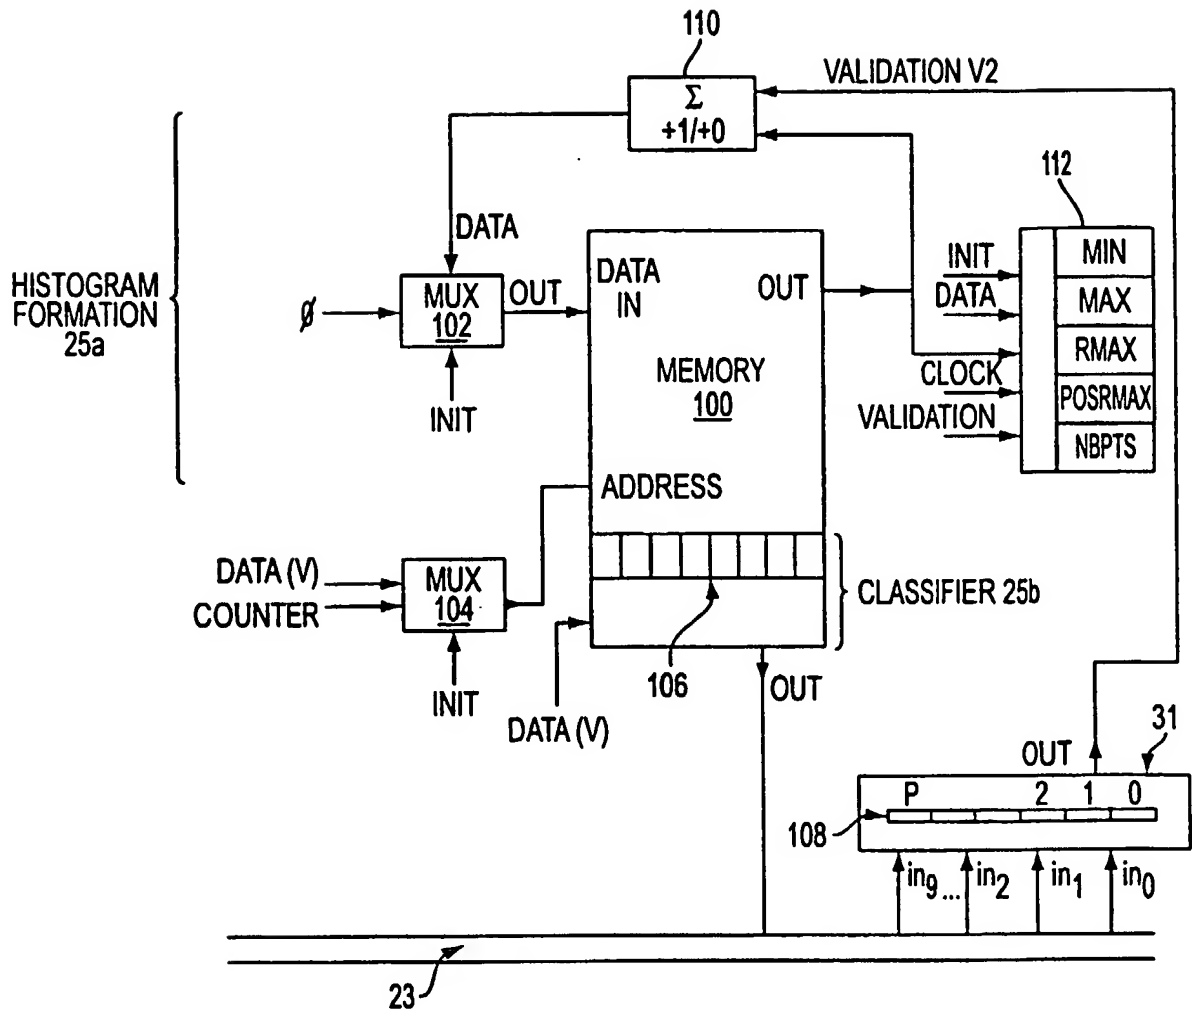 110
VALIDATION V2
Σ
+1/+0
112
DATA
MIN
INIT
HISTOGRAM
FORMATION
25a
DATA
IN
OUT
MUX
102
OUT
Ø
DATA
MAX
RMAX
MEMORY
100
CLOCK
POSRMAX
INIT
VALIDATION
NBPTS
ADDRESS
DATA (V)
COUNTER
MUX
104
CLASSIFIER 25b
106
INIT
OUT
DATA (V)
OUT
31
P 2 1 0
108
in9... in2 in1 in0
23